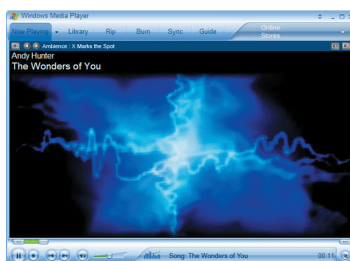 Windows Media Player
Now Playing Library Rip Burn Sync Guide Online Stores
Ambience : X Marks the Spot
Andy Hunter
The Wonders of You
Song: The Wonders of You 00:11